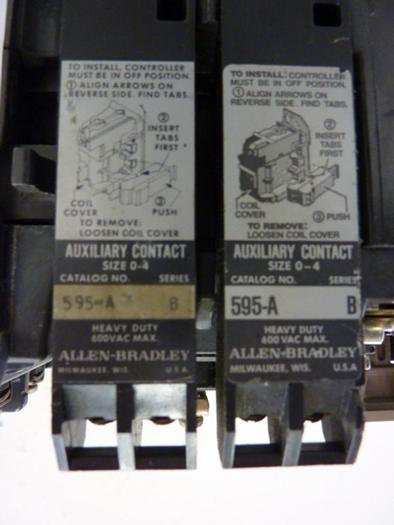 TO INSTALL, CONTROLLER
MUST BE IN OFF POSITION.
① ALIGN ARROWS ON
REVERSE SIDE. FIND TABS.
②
INSERT
TABS
FIRST
COIL
COVER
③
PUSH
TO REMOVE:
LOOSEN COIL COVER
AUXILIARY CONTACT
SIZE 0-4
CATALOG NO. SERIES
595-A B
HEAVY DUTY
600VAC MAX.
ALLEN-BRADLEY
MILWAUKEE, WIS. U.S.A
TO INSTALL: CONTROLLER
MUST BE IN OFF POSITION.
① ALIGN ARROWS ON
REVERSE SIDE. FIND TABS.
②
INSERT
TABS
FIRST
COIL
COVER
③ PUSH
TO REMOVE:
LOOSEN COIL COVER
AUXILIARY CONTACT
SIZE 0-4
CATALOG NO. SERIES
595-A B
HEAVY DUTY
600VAC MAX.
ALLEN-BRADLEY
MILWAUKEE, WIS. U.S.A